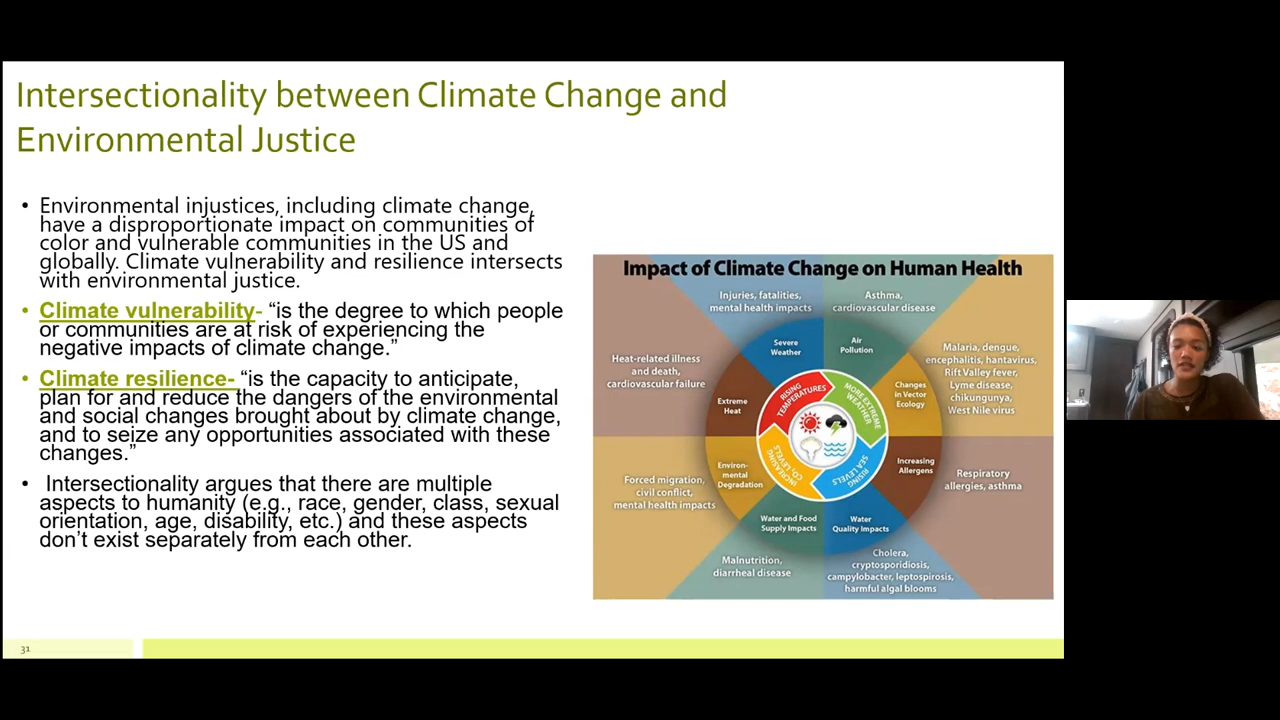 Intersectionality between Climate Change and
Environmental Justice
• Environmental injustices, including climate change,
have a disproportionate impact on communities of
color and vulnerable communities in the US and
globally. Climate vulnerability and resilience intersects
with environmental justice.
• Climate vulnerability- “is the degree to which people
or communities are at risk of experiencing the
negative impacts of climate change.”
• Climate resilience- “is the capacity to anticipate,
plan for and reduce the dangers of the environmental
and social changes brought about by climate change,
and to seize any opportunities associated with these
changes.”
• Intersectionality argues that there are multiple
aspects to humanity (e.g., race, gender, class, sexual
orientation, age, disability, etc.) and these aspects
don’t exist separately from each other.
Impact of Climate Change on Human Health
Injuries, fatalities,
mental health impacts
Asthma,
cardiovascular disease
Severe
Weather
Air
Pollution
Heat-related illness
and death,
cardiovascular failure
Malaria, dengue,
encephalitis, hantavirus,
Rift Valley fever,
Lyme disease,
chikungunya,
West Nile virus
Extreme
Heat
RISING
TEMPERATURES
MORE EXTREME
WEATHER
Changes
in Vector
Ecology
Environ-
mental
Degradation
INCREASING
CO2 LEVELS
RISING
SEA LEVELS
Increasing
Allergens
Forced migration,
civil conflict,
mental health impacts
Respiratory
allergies, asthma
Water and Food
Supply Impacts
Water
Quality Impacts
Malnutrition,
diarrheal disease
Cholera,
cryptosporidiosis,
campylobacter, leptospirosis,
harmful algal blooms
31